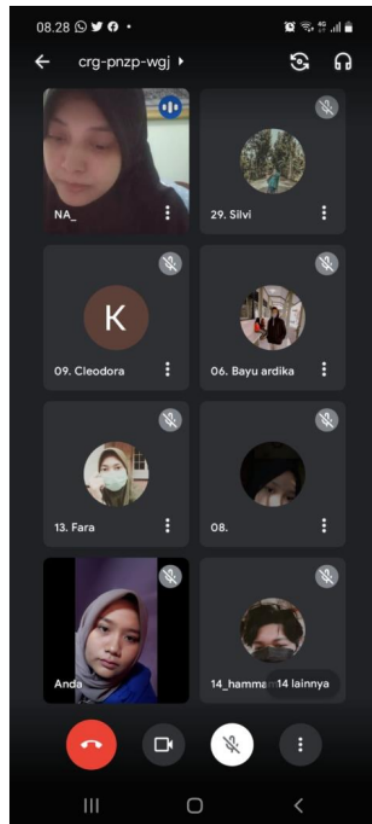 08.28
4G
crg-pnzp-wgj
NA_
29. Silvi
K
09. Cleodora
06. Bayu ardika
13. Fara
08.
Anda
14_hamma
14 lainnya